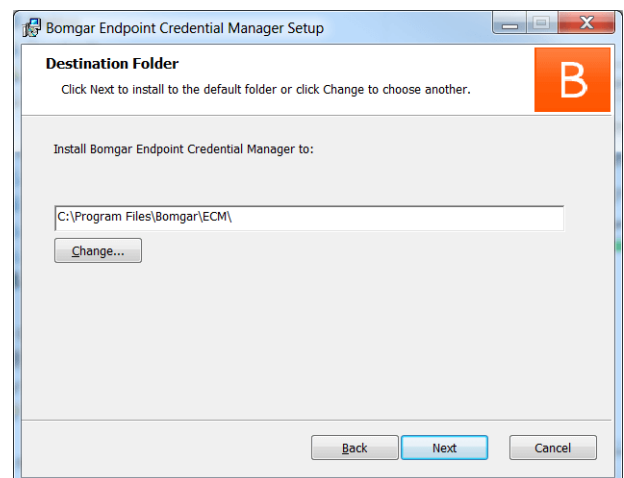 Bomgar Endpoint Credential Manager Setup
X
Destination Folder
Click Next to install to the default folder or click Change to choose another.
B
Install Bomgar Endpoint Credential Manager to:
C:\Program Files\Bomgar\ECM\
Change...
Back
Next
Cancel